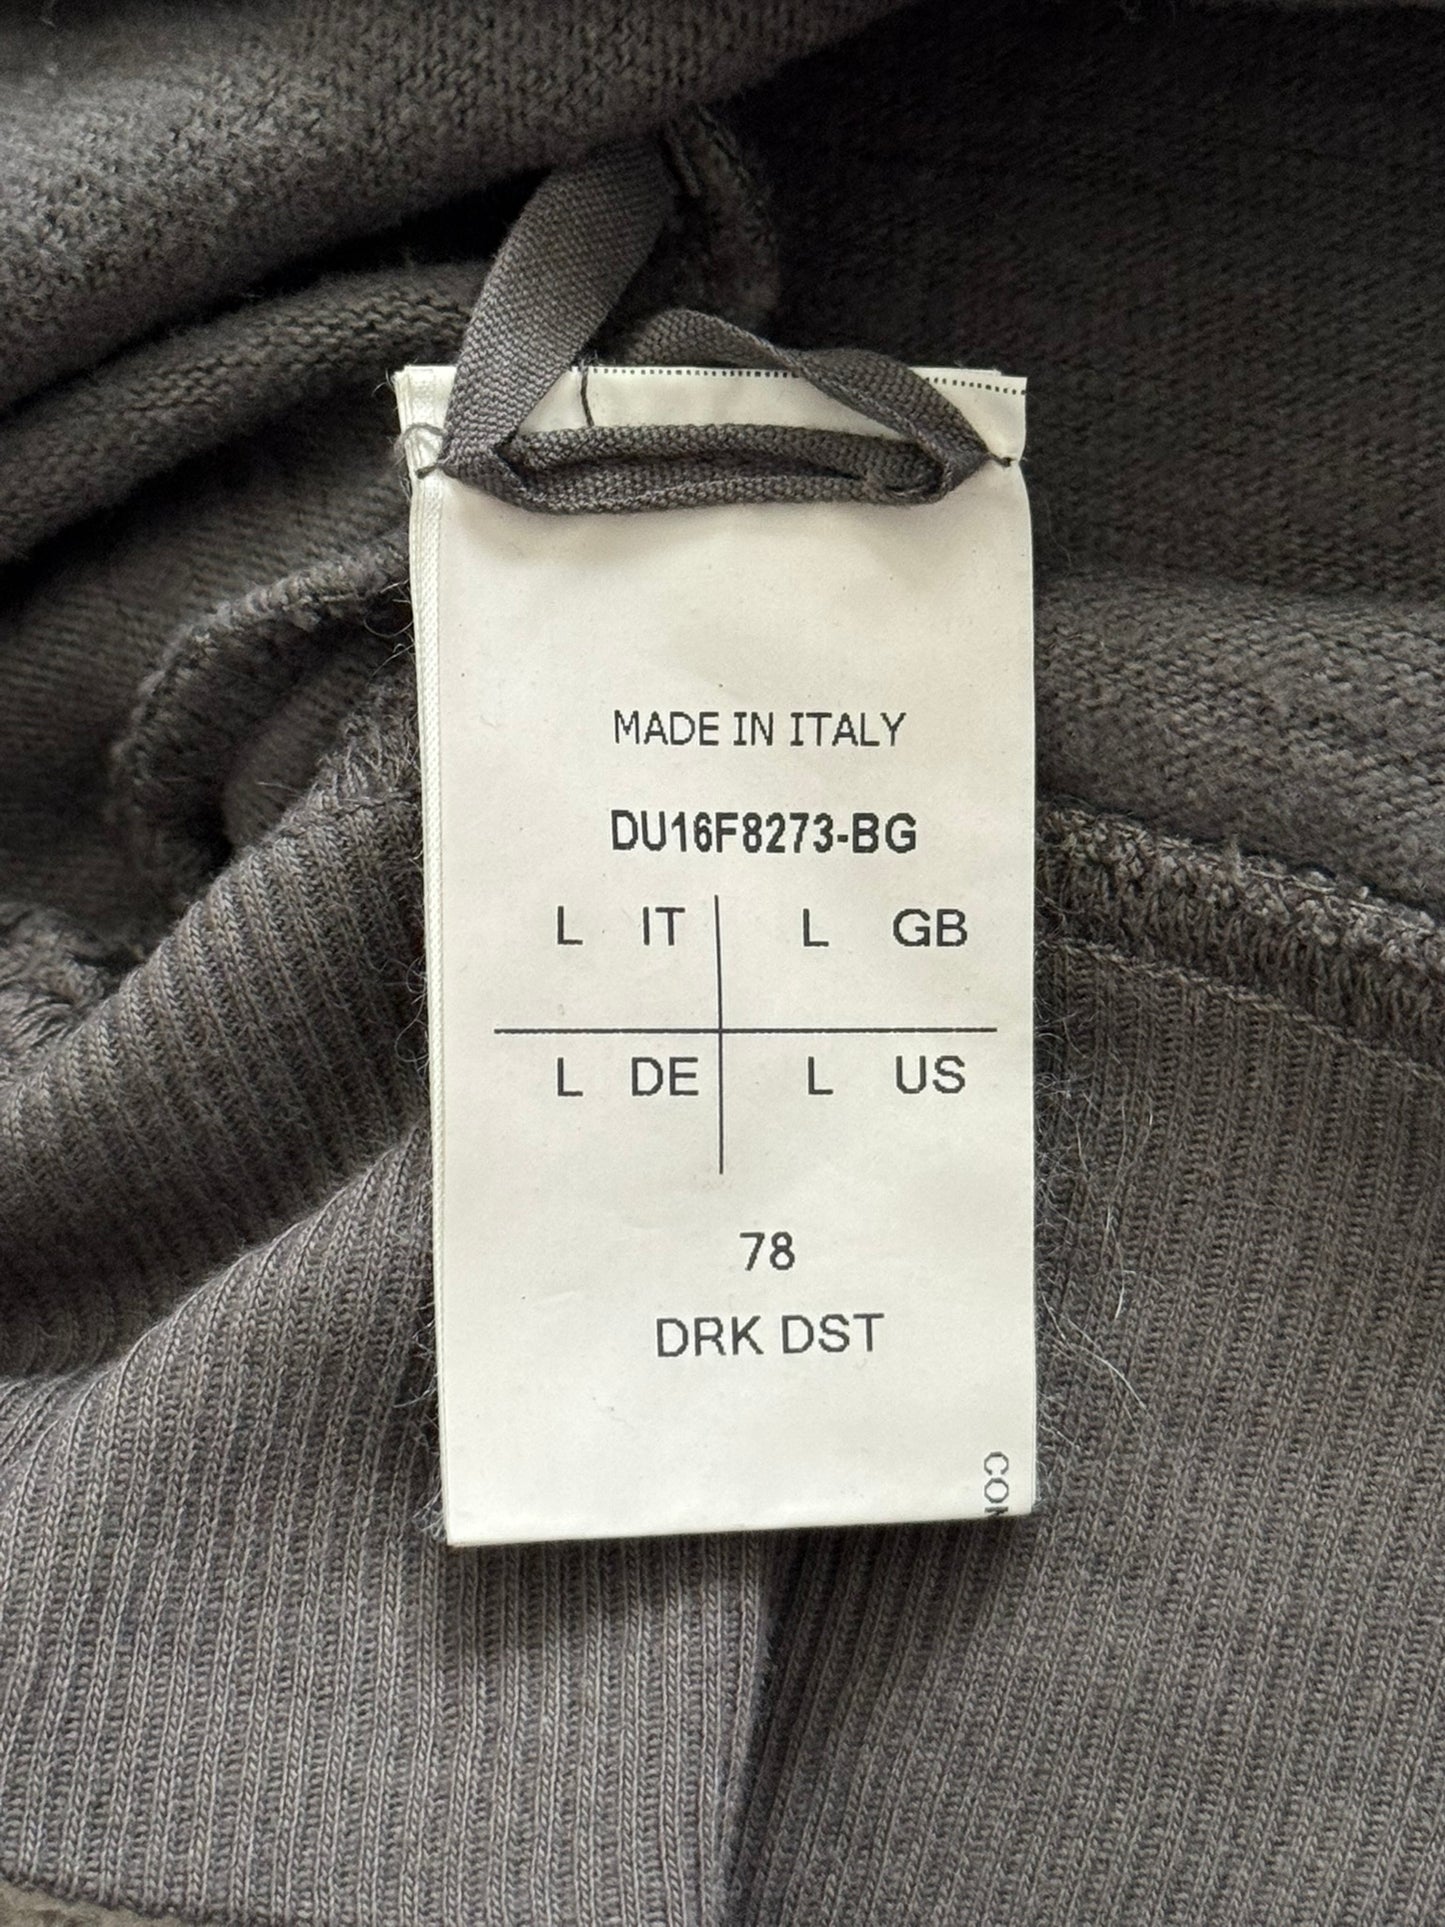 MADE IN ITALY
DU16F8273-BG
L IT L GB
L DE L US
78
DRK DST